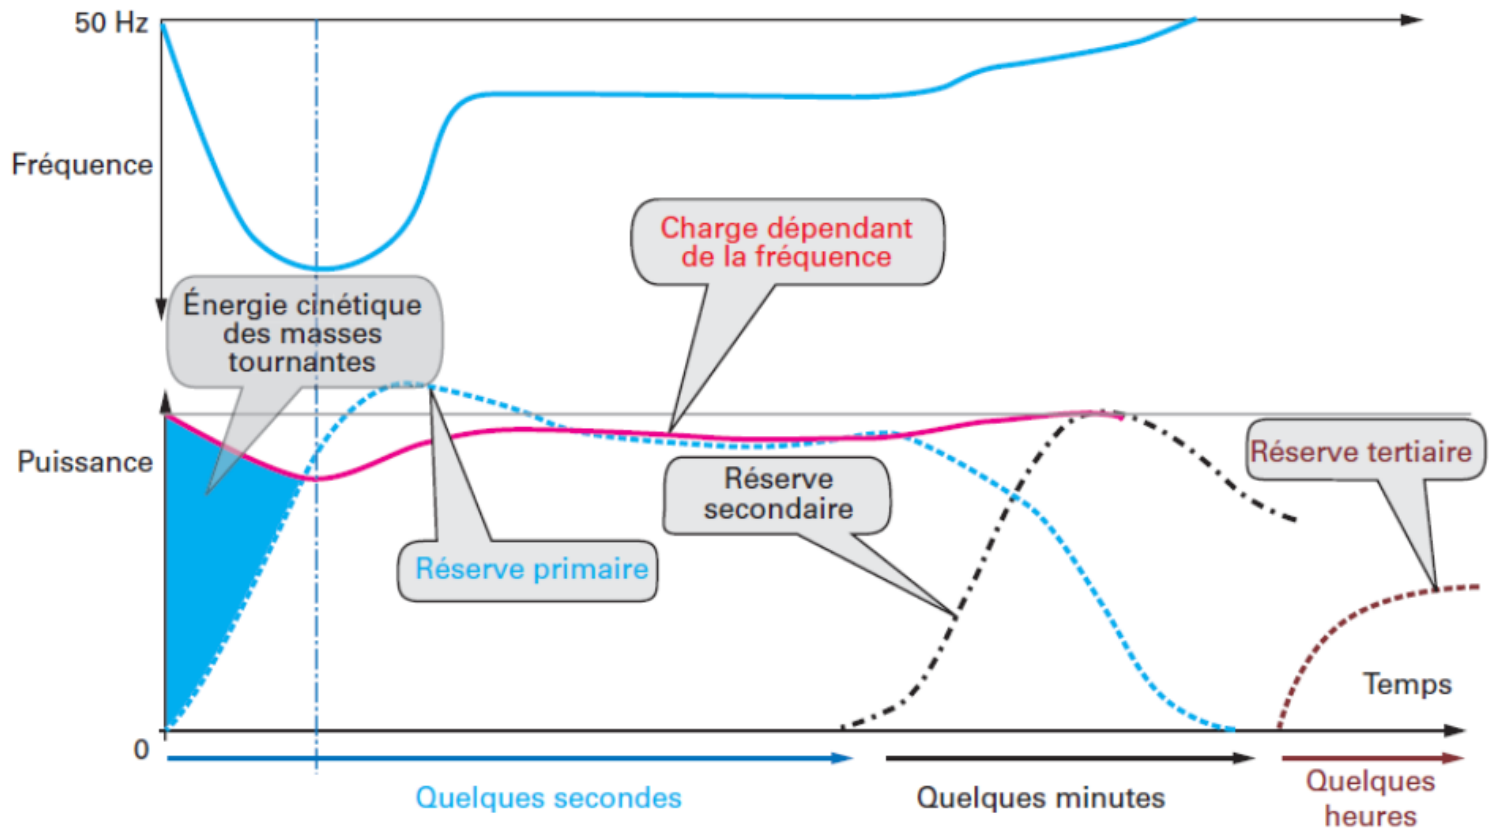 50 Hz
Fréquence
Charge dépendant
de la fréquence
Énergie cinétique
des masses
tournantes
Puissance
Réserve
secondaire
Réserve tertiaire
Réserve primaire
Temps
0
Quelques secondes
Quelques minutes
Quelques
heures